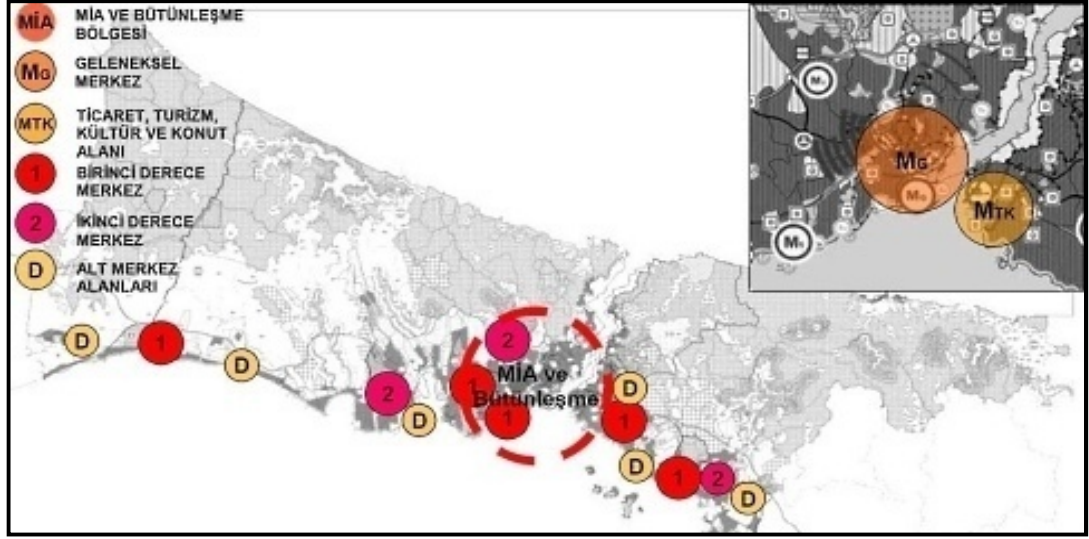 MİA
MİA VE BÜTÜNLEŞME
BÖLGESİ
MG
GELENEKSEL
MERKEZ
MTK
TİCARET, TURİZM,
KÜLTÜR VE KONUT
ALANI
1
BİRİNCİ DERECE
MERKEZ
2
İKİNCİ DERECE
MERKEZ
D
ALT MERKEZ
ALANLARI
MG
MG
MTK
D
1
D
2
D
2
1
MİA ve
Bütünleşme
1
D
1
D
1
2
D